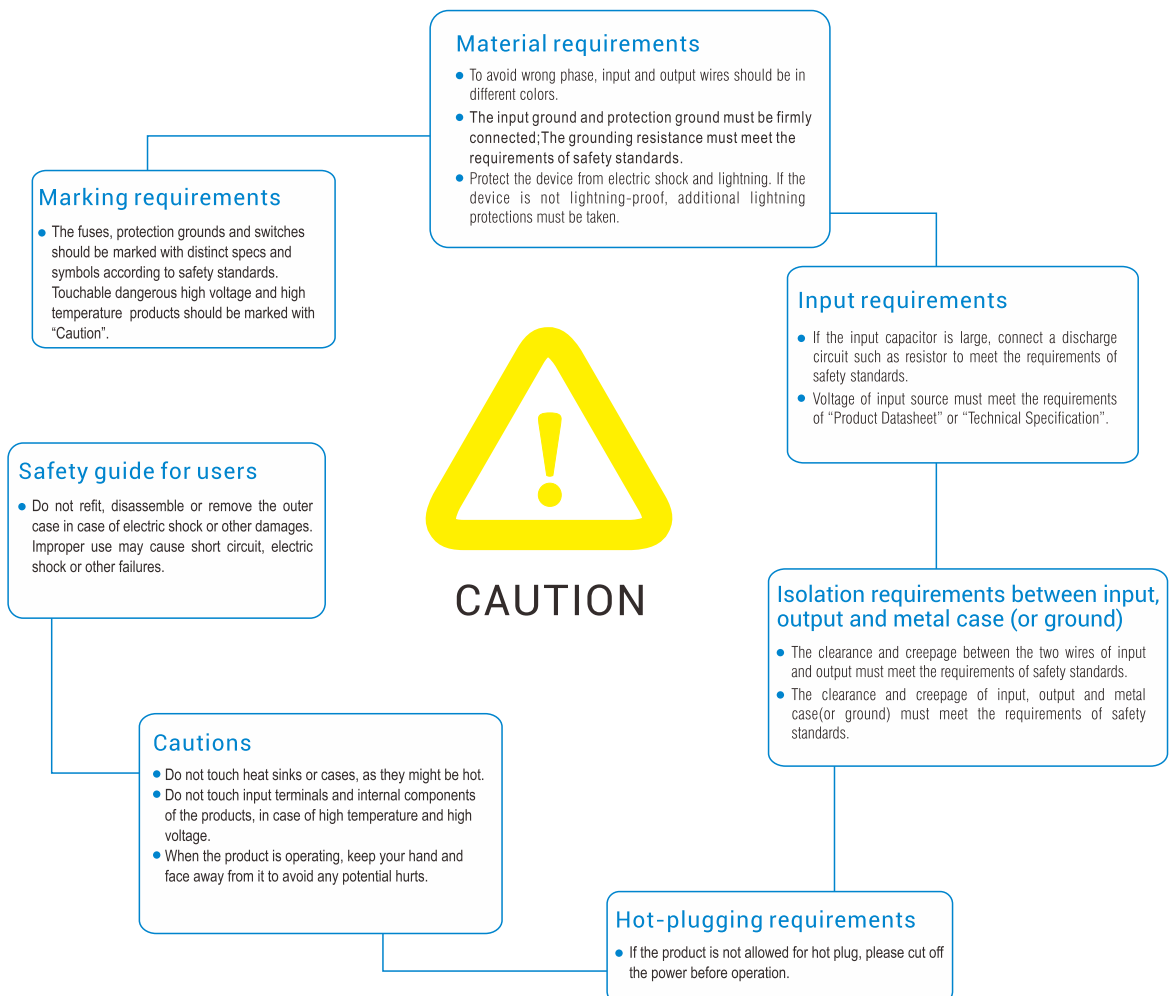 Material requirements
To avoid wrong phase, input and output wires should be in
different colors.
The input ground and protection ground must be firmly
connected;The grounding resistance must meet the
requirements of safety standards.
Protect the device from electric shock and lightning. If the
device is not lightning-proof, additional lightning
protections must be taken.
Marking requirements
The fuses, protection grounds and switches
should be marked with distinct specs and
symbols according to safety standards.
Touchable dangerous high voltage and high
temperature products should be marked with
“Caution”.
Input requirements
If the input capacitor is large, connect a discharge
circuit such as resistor to meet the requirements of
safety standards.
Voltage of input source must meet the requirements
of “Product Datasheet” or “Technical Specification”.
Safety guide for users
Do not refit, disassemble or remove the outer
case in case of electric shock or other damages.
Improper use may cause short circuit, electric
shock or other failures.
CAUTION
Isolation requirements between input,
output and metal case (or ground)
The clearance and creepage between the two wires of input
and output must meet the requirements of safety standards.
The clearance and creepage of input, output and metal
case(or ground) must meet the requirements of safety
standards.
Cautions
Do not touch heat sinks or cases, as they might be hot.
Do not touch input terminals and internal components
of the products, in case of high temperature and high
voltage.
When the product is operating, keep your hand and
face away from it to avoid any potential hurts.
Hot-plugging requirements
If the product is not allowed for hot plug, please cut off
the power before operation.